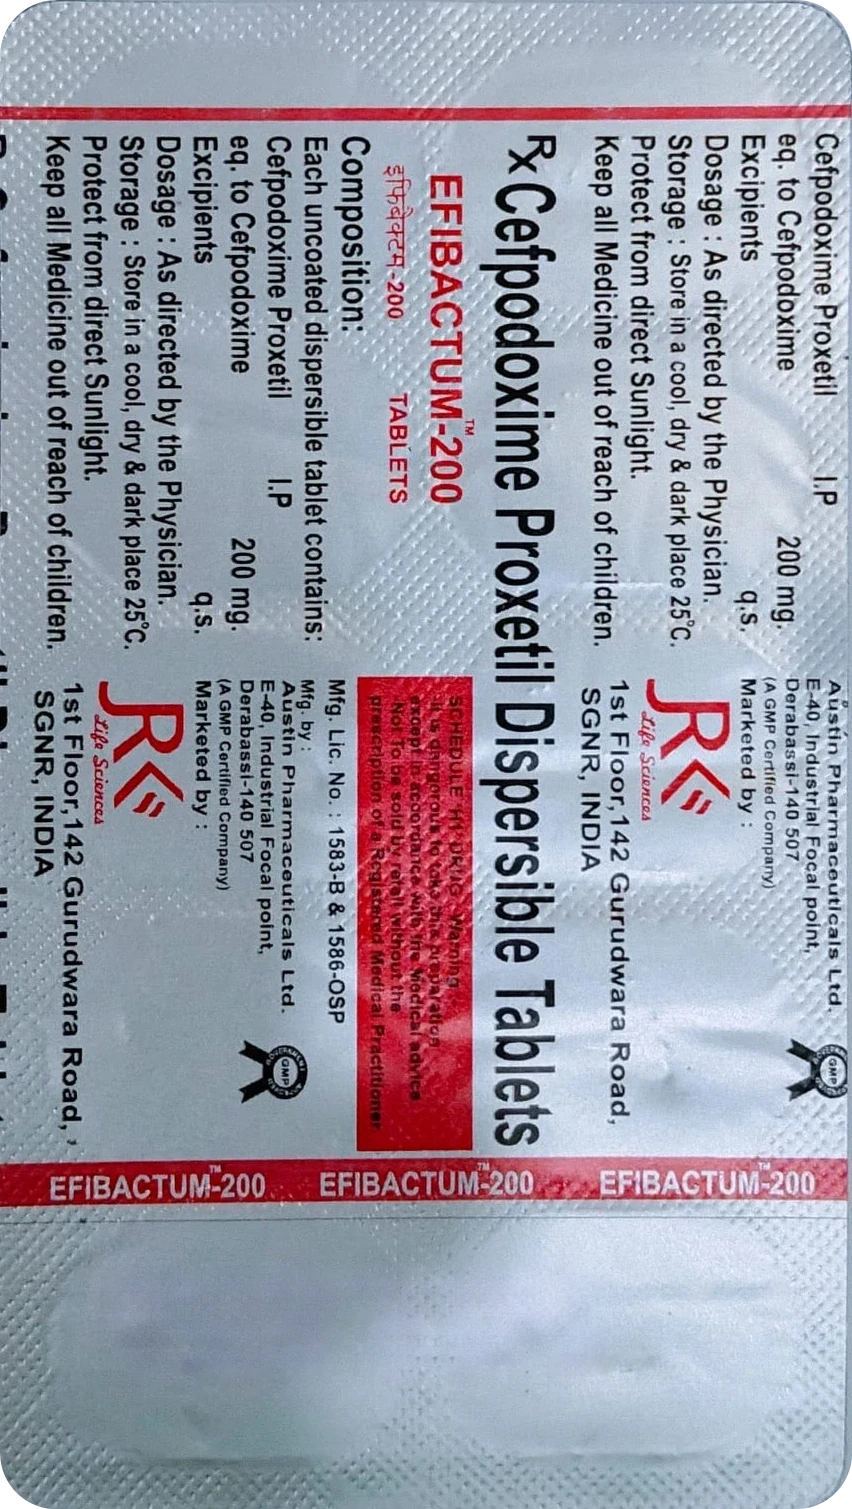 Cefpodoxime Proxetil I.P
eq. to Cefpodoxime 200 mg.
Excipients q.s.
Dosage : As directed by the Physician.
Storage : Store in a cool, dry & dark place 25°C.
Protect from direct Sunlight.
Keep all Medicine out of reach of children.
Austin Pharmaceuticals Ltd.
E-40, Industrial Focal point,
Derabassi-140 507
(A GMP Certified Company)
Marketed by :
GMP
RK
Life Sciences
1st Floor,142 Gurudwara Road,
SGNR, INDIA
Rx Cefpodoxime Proxetil Dispersible Tablets
EFIBACTUM™-200
इफिबैक्टम-200 TABLETS
SCHEDULE H1 DRUG Warning
It is dangerous to take this preparation
except in accordance with the Medical advice
Not To be sold by retail without the
prescription of a Registered Medical Practitioner
Composition:
Each uncoated dispersible tablet contains:
Cefpodoxime Proxetil I.P
eq. to Cefpodoxime 200 mg.
Excipients q.s.
Dosage : As directed by the Physician.
Storage : Store in a cool, dry & dark place 25°C.
Protect from direct Sunlight.
Keep all Medicine out of reach of children.
Mfg. Lic. No. : 1583-B & 1586-OSP
Mfg. by :
Austin Pharmaceuticals Ltd.
E-40, Industrial Focal point,
Derabassi-140 507
(A GMP Certified Company)
Marketed by :
GMP
RK
Life Sciences
1st Floor,142 Gurudwara Road,
SGNR, INDIA
EFIBACTUM™-200
EFIBACTUM™-200
EFIBACTUM™-200